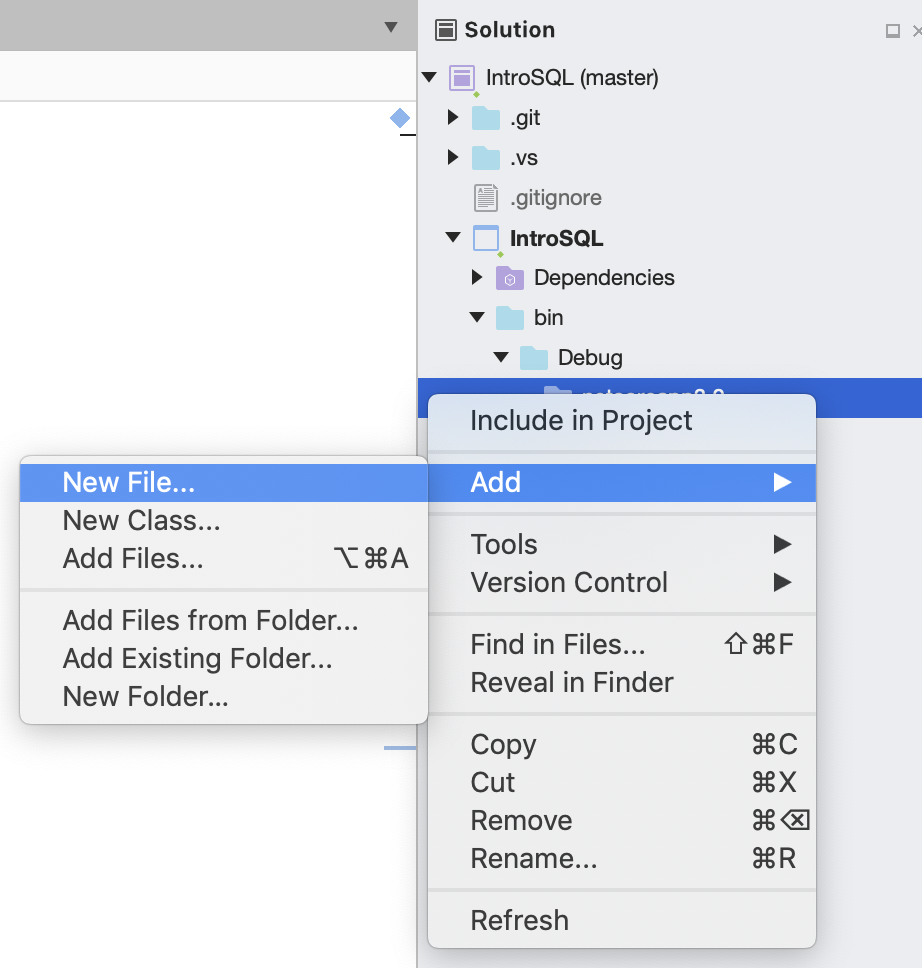 Solution
IntroSQL (master)
.git
.vs
.gitignore
IntroSQL
Dependencies
bin
Debug
Include in Project
Add
Tools
Version Control
Find in Files... ⇧⌘F
Reveal in Finder
Copy ⌘C
Cut ⌘X
Remove ⌘⌫
Rename... ⌘R
Refresh
New File...
New Class...
Add Files... ⌥⌘A
Add Files from Folder...
Add Existing Folder...
New Folder...